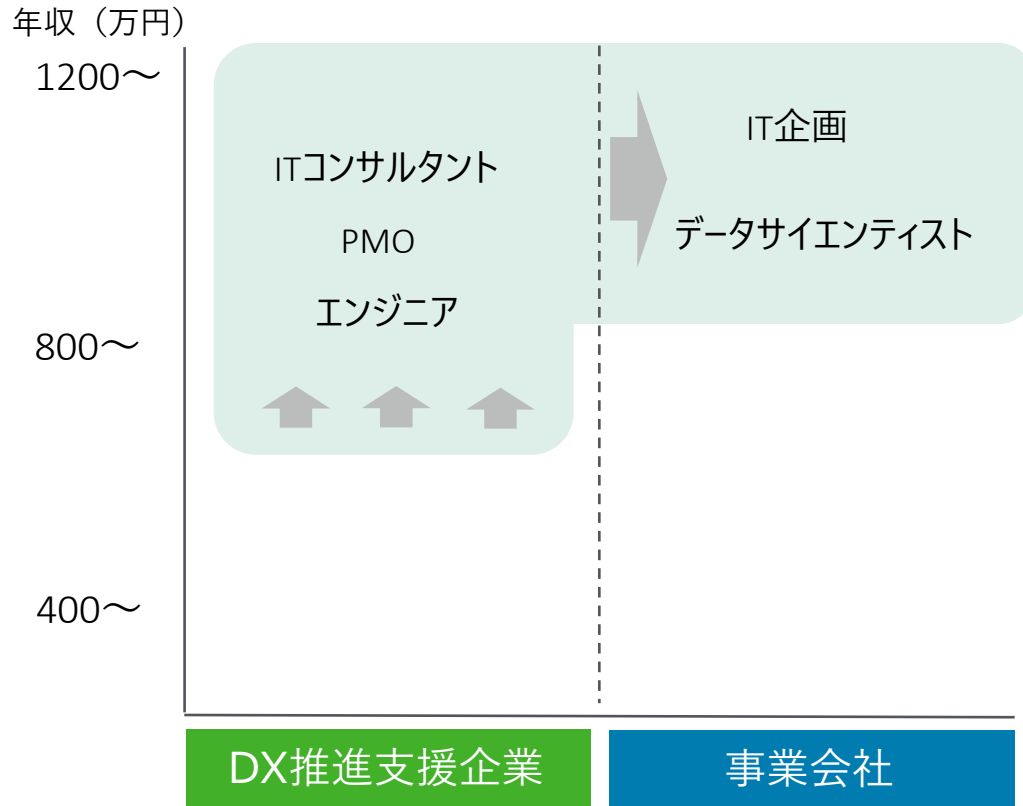 年収（万円）
1200～
IT企画
ITコンサルタント
データサイエンティスト
PMO
エンジニア
800～
400～
DX推進支援企業
事業会社